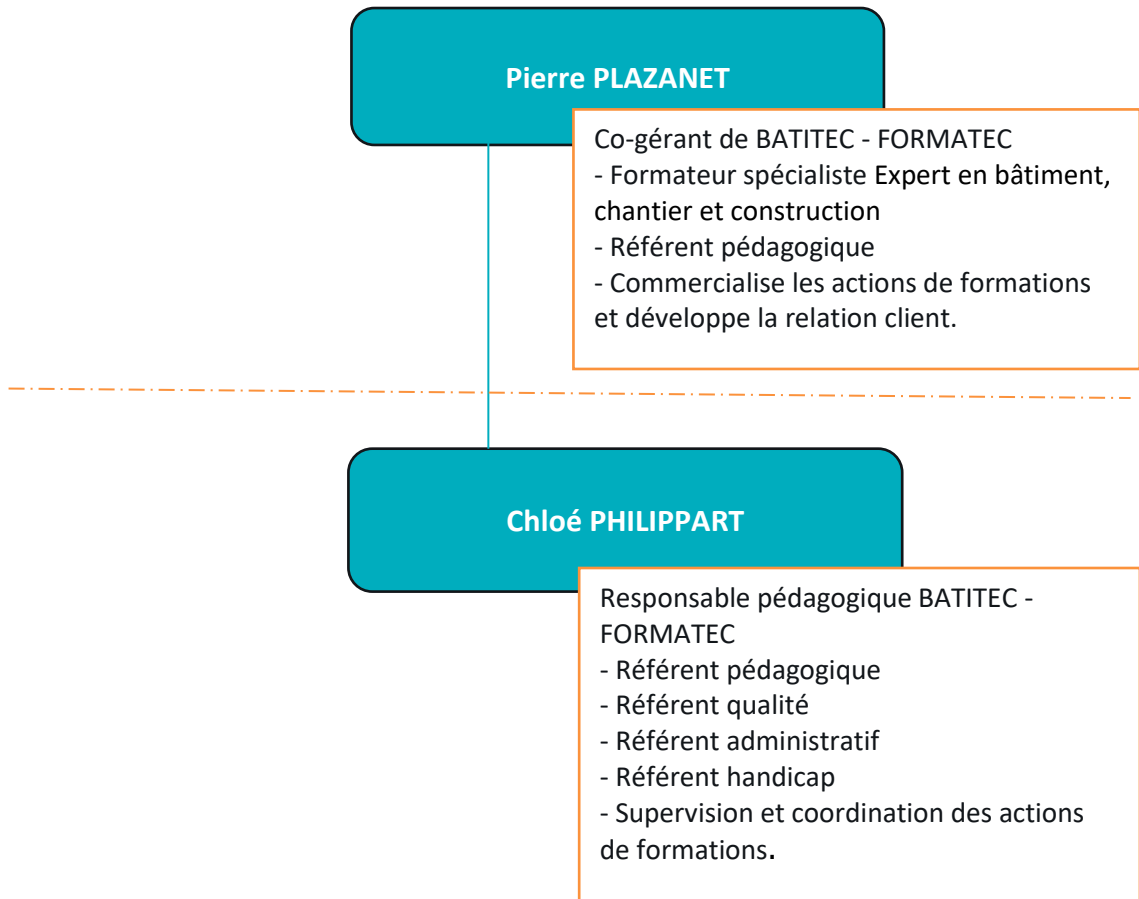 Pierre PLAZANET
Co-gérant de BATITEC - FORMATEC
- Formateur spécialiste Expert en bâtiment,
chantier et construction
- Référent pédagogique
- Commercialise les actions de formations
et développe la relation client.
Chloé PHILIPPART
Responsable pédagogique BATITEC -
FORMATEC
- Référent pédagogique
- Référent qualité
- Référent administratif
- Référent handicap
- Supervision et coordination des actions
de formations.